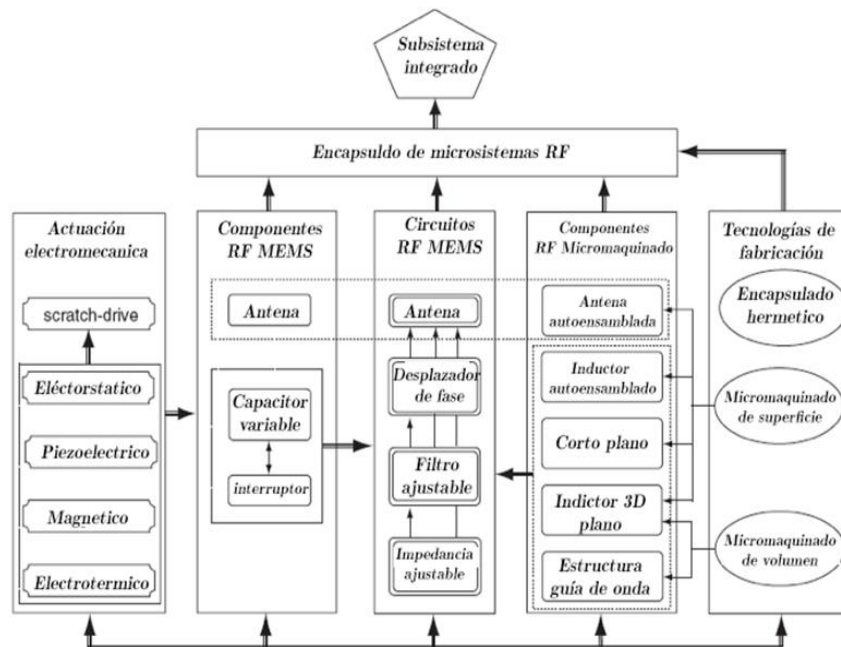 Subsistema
integrado
Encapsuldo de microsistemas RF
Actuación
electromecanica
scratch-drive
Eléctorstatico
Piezoelectrico
Magnetico
Electrotermico
Componentes
RF MEMS
Antena
Capacitor
variable
interruptor
Circuitos
RF MEMS
Antena
Desplazador
de fase
Filtro
ajustable
Impedancia
ajustable
Componentes
RF Micromaquinado
Antena
autoensamblada
Inductor
autoensamblado
Corto plano
Indictor 3D
plano
Estructura
guía de onda
Tecnologías de
fabricación
Encapsulado
hermetico
Micromaquinado
de superficie
Micromaquinado
de volumen